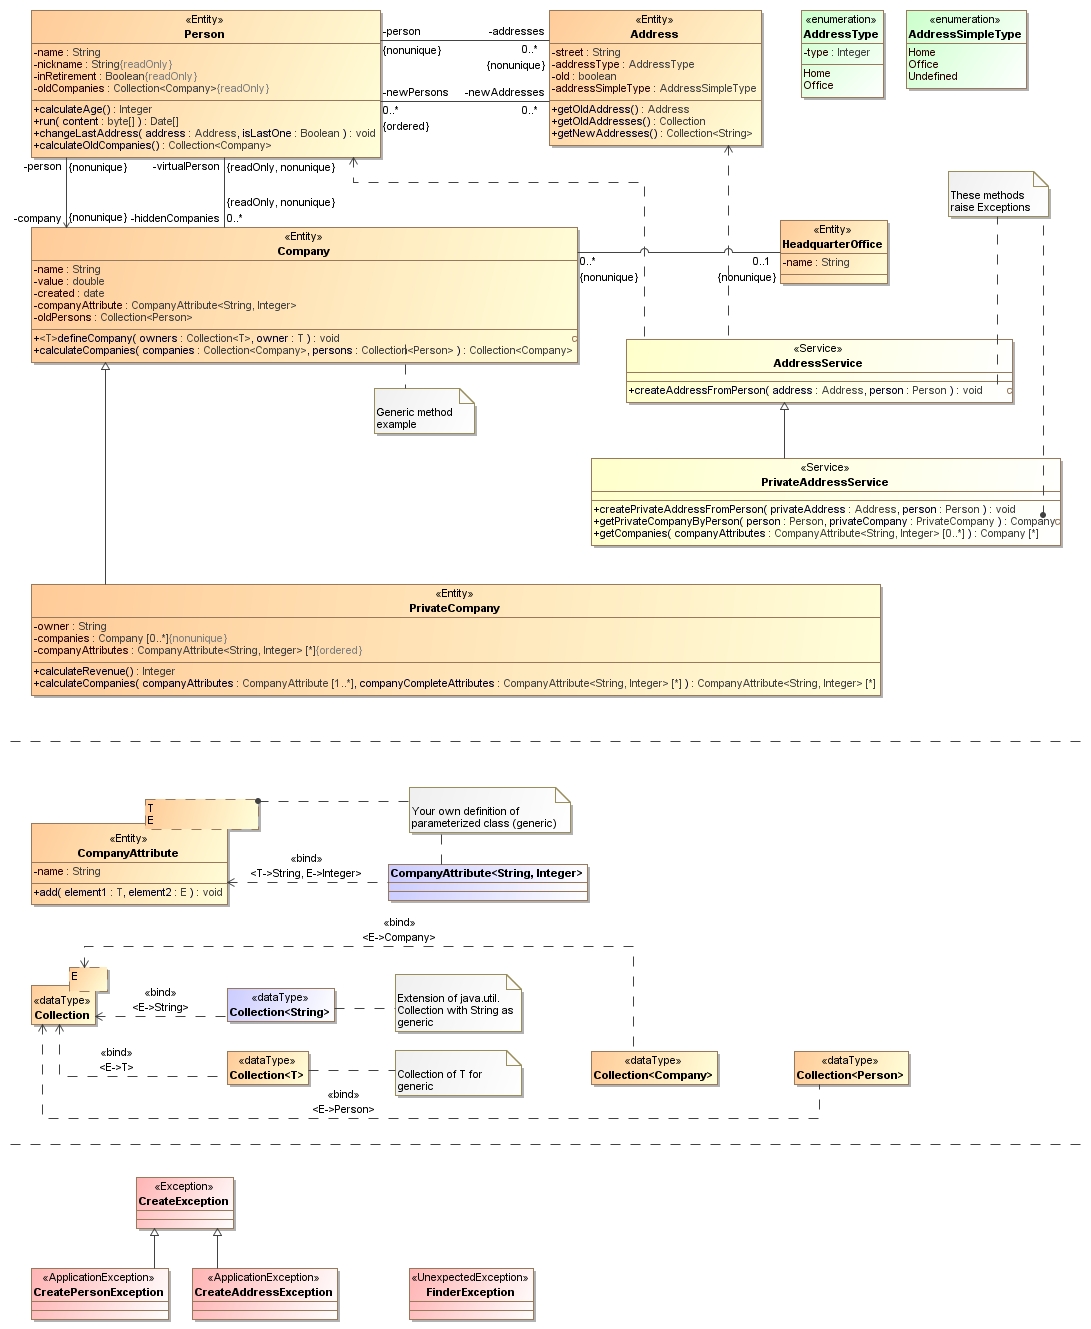 «Entity»
Person
-name : String
-nickname : String{readOnly}
-inRetirement : Boolean{readOnly}
-oldCompanies : Collection<Company>{readOnly}
+calculateAge() : Integer
+run( content : byte[] ) : Date[]
+changeLastAddress( address : Address, isLastOne : Boolean ) : void
+calculateOldCompanies() : Collection<Company>
-person
-addresses
{nonunique}
0..*
{nonunique}
-newPersons
-newAddresses
0..*
0..*
{ordered}
«Entity»
Address
-street : String
-addressType : AddressType
-old : boolean
-addressSimpleType : AddressSimpleType
+getOldAddress() : Address
+getOldAddresses() : Collection
+getNewAddresses() : Collection<String>
«enumeration»
AddressType
-type : Integer
Home
Office
«enumeration»
AddressSimpleType
Home
Office
Undefined
-person
{nonunique}
-virtualPerson
{readOnly, nonunique}
{readOnly, nonunique}
-company
{nonunique}
-hiddenCompanies
0..*
These methods
raise Exceptions
«Entity»
Company
-name : String
-value : double
-created : date
-companyAttribute : CompanyAttribute<String, Integer>
-oldPersons : Collection<Person>
+<T>defineCompany( owners : Collection<T>, owner : T ) : void
+calculateCompanies( companies : Collection<Company>, persons : Collection<Person> ) : Collection<Company>
0..*
{nonunique}
0..1
{nonunique}
«Entity»
HeadquarterOffice
-name : String
Generic method
example
«Service»
AddressService
+createAddressFromPerson( address : Address, person : Person ) : void
«Service»
PrivateAddressService
+createPrivateAddressFromPerson( privateAddress : Address, person : Person ) : void
+getPrivateCompanyByPerson( person : Person, privateCompany : PrivateCompany ) : Company
+getCompanies( companyAttributes : CompanyAttribute<String, Integer> [0..*] ) : Company [*]
«Entity»
PrivateCompany
-owner : String
-companies : Company [0..*]{nonunique}
-companyAttributes : CompanyAttribute<String, Integer> [*]{ordered}
+calculateRevenue() : Integer
+calculateCompanies( companyAttributes : CompanyAttribute [1..*], companyCompleteAttributes : CompanyAttribute<String, Integer> [*] ) : CompanyAttribute<String, Integer> [*]
T
E
«Entity»
CompanyAttribute
-name : String
+add( element1 : T, element2 : E ) : void
Your own definition of
parameterized class (generic)
«bind»
<T->String, E->Integer>
CompanyAttribute<String, Integer>
«bind»
<E->Company>
E
«dataType»
Collection
«bind»
<E->String>
«dataType»
Collection<String>
Extension of java.util.
Collection with String as
generic
«bind»
<E->T>
«dataType»
Collection<T>
Collection of T for
generic
«dataType»
Collection<Company>
«dataType»
Collection<Person>
«bind»
<E->Person>
«Exception»
CreateException
«ApplicationException»
CreatePersonException
«ApplicationException»
CreateAddressException
«UnexpectedException»
FinderException